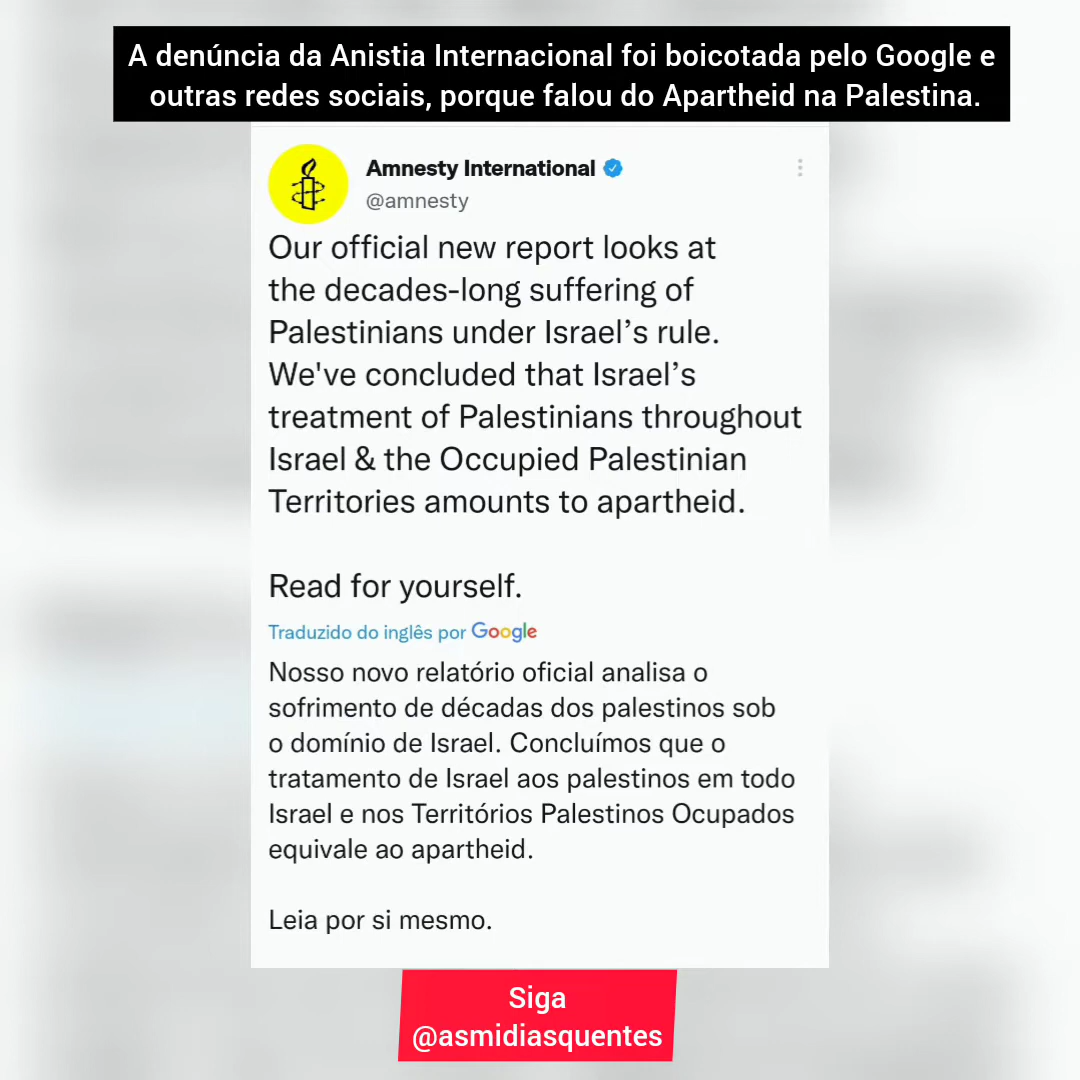 A denúncia da Anistia Internacional foi boicotada pelo Google e
outras redes sociais, porque falou do Apartheid na Palestina.
Amnesty International
@amnesty
Our official new report looks at
the decades-long suffering of
Palestinians under Israel’s rule.
We've concluded that Israel’s
treatment of Palestinians throughout
Israel & the Occupied Palestinian
Territories amounts to apartheid.
Read for yourself.
Traduzido do inglês por Google
Nosso novo relatório oficial analisa o
sofrimento de décadas dos palestinos sob
o domínio de Israel. Concluímos que o
tratamento de Israel aos palestinos em todo
Israel e nos Territórios Palestinos Ocupados
equivale ao apartheid.
Leia por si mesmo.
Siga
@asmidiasquentes